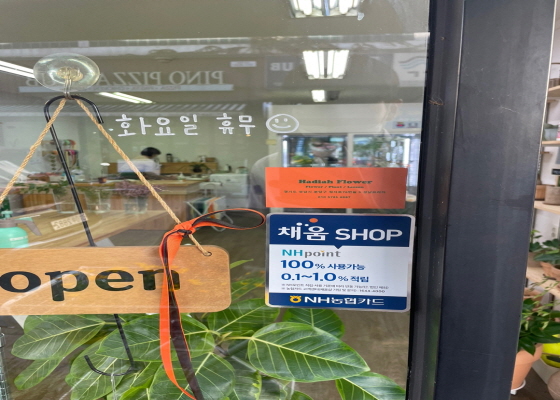 PINO PIZZA
화요일 휴무
Hadiah Flower
채움 SHOP
NHpoint
100% 사용가능
0.1~1.0% 적립
NH농협카드
open